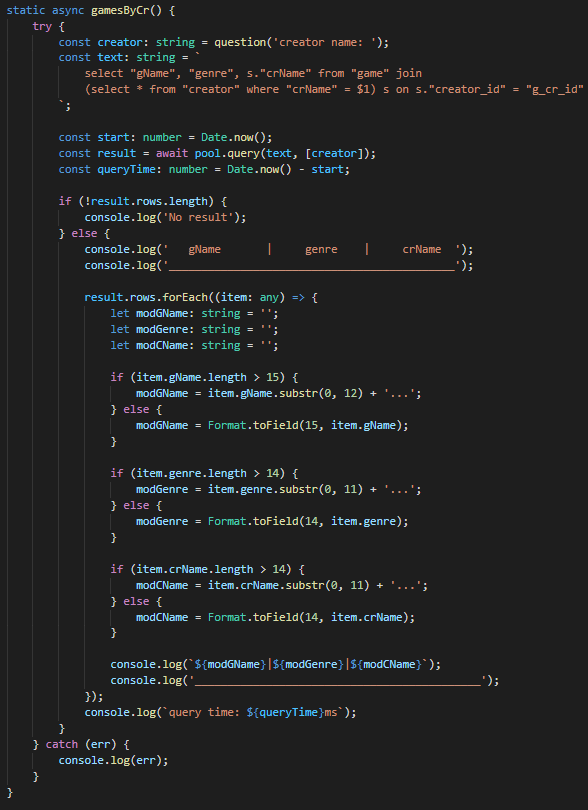 static async gamesByCr() {
    try {
        const creator: string = question('creator name: ');
        const text: string = `
            select "gName", "genre", s."crName" from "game" join
            (select * from "creator" where "crName" = $1) s on s."creator_id" = "g_cr_id"
        `;

        const start: number = Date.now();
        const result = await pool.query(text, [creator]);
        const queryTime: number = Date.now() - start;

        if (!result.rows.length) {
            console.log('No result');
        } else {
            console.log('   gName       |     genre    |     crName  ');
            console.log('____________________________________________');

            result.rows.forEach((item: any) => {
                let modGName: string = '';
                let modGenre: string = '';
                let modCName: string = '';

                if (item.gName.length > 15) {
                    modGName = item.gName.substr(0, 12) + '...';
                } else {
                    modGName = Format.toField(15, item.gName);
                }

                if (item.genre.length > 14) {
                    modGenre = item.genre.substr(0, 11) + '...';
                } else {
                    modGenre = Format.toField(14, item.genre);
                }

                if (item.crName.length > 14) {
                    modCName = item.crName.substr(0, 11) + '...';
                } else {
                    modCName = Format.toField(14, item.crName);
                }

                console.log(`${modGName}|${modGenre}|${modCName}`);
                console.log('____________________________________________');
            });
            console.log(`query time: ${queryTime}ms`);
        }
    } catch (err) {
        console.log(err);
    }
}